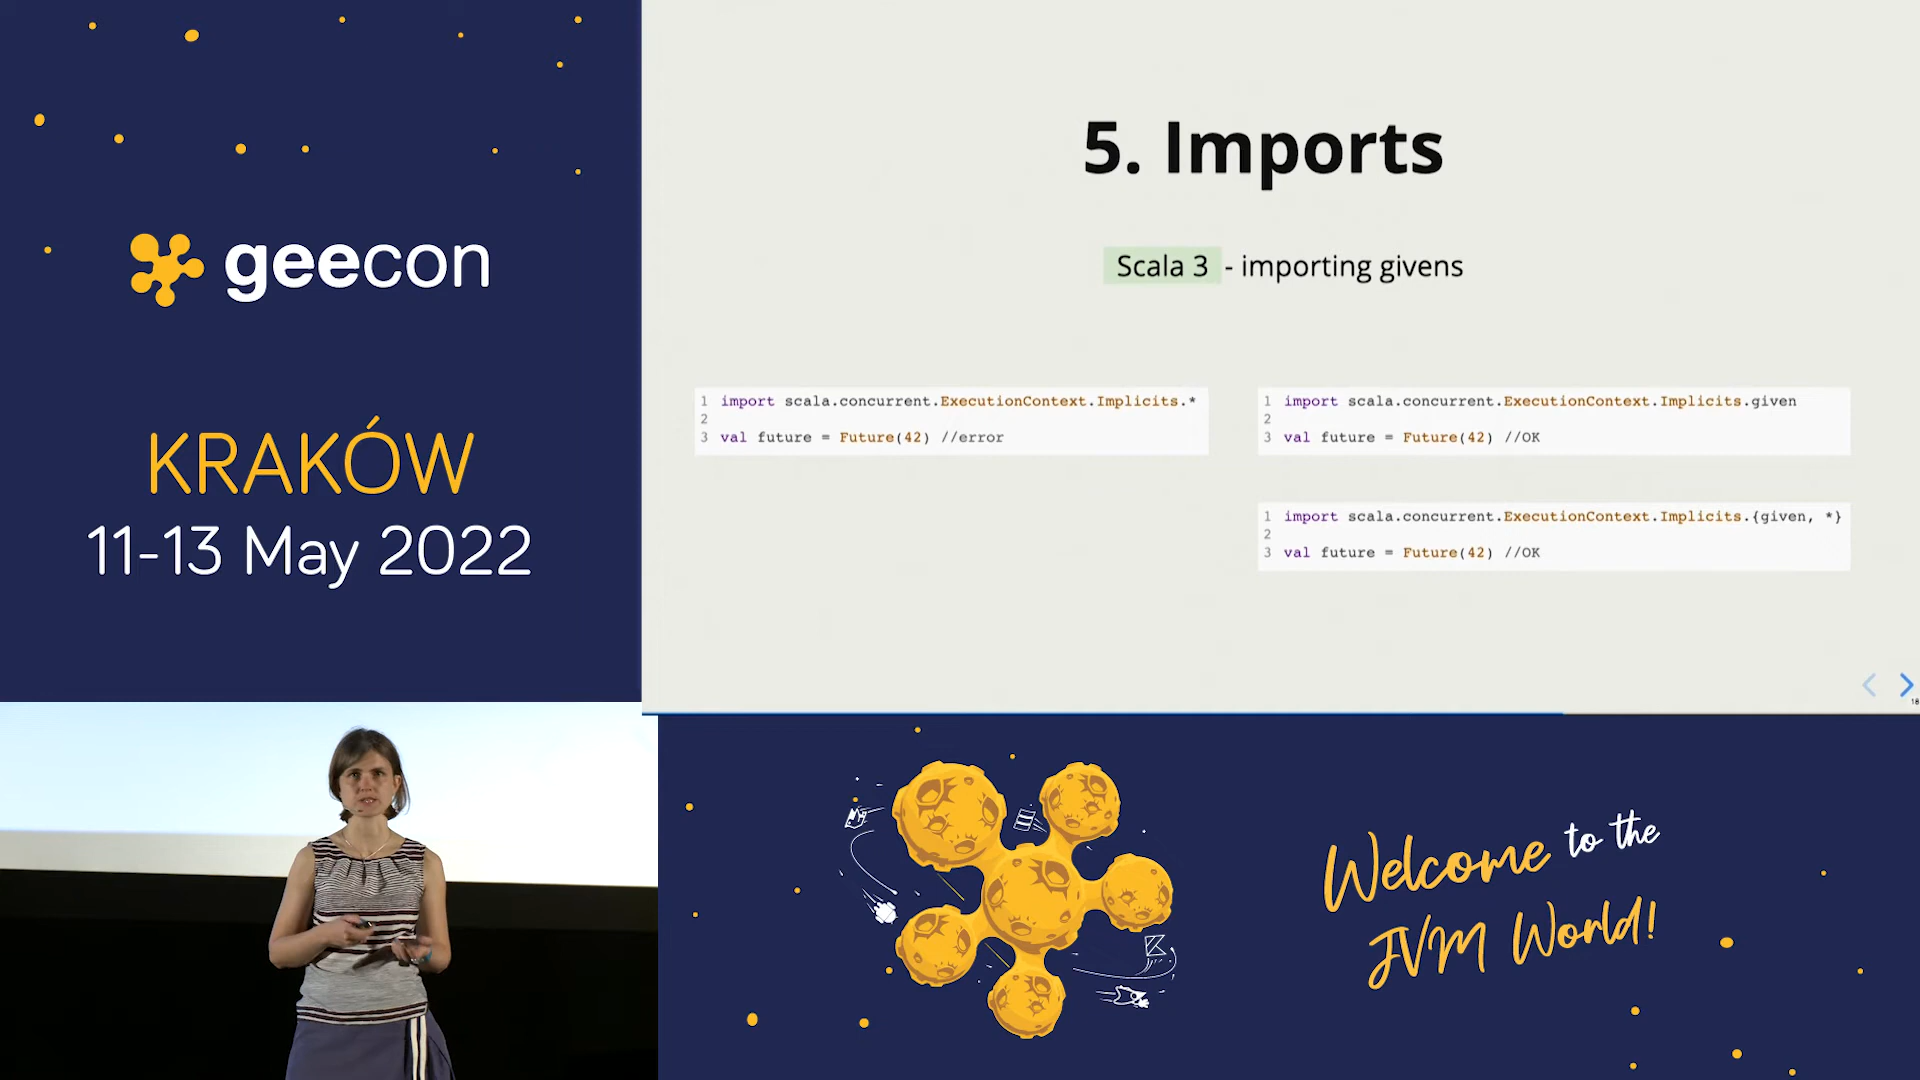 geecon
KRAKÓW
11-13 May 2022
5. Imports
Scala 3 - importing givens
1 import scala.concurrent.ExecutionContext.Implicits.*
2
3 val future = Future(42) //error
1 import scala.concurrent.ExecutionContext.Implicits.given
2
3 val future = Future(42) //OK
1 import scala.concurrent.ExecutionContext.Implicits.{given, *}
2
3 val future = Future(42) //OK
18
Welcome to the
JVM World!